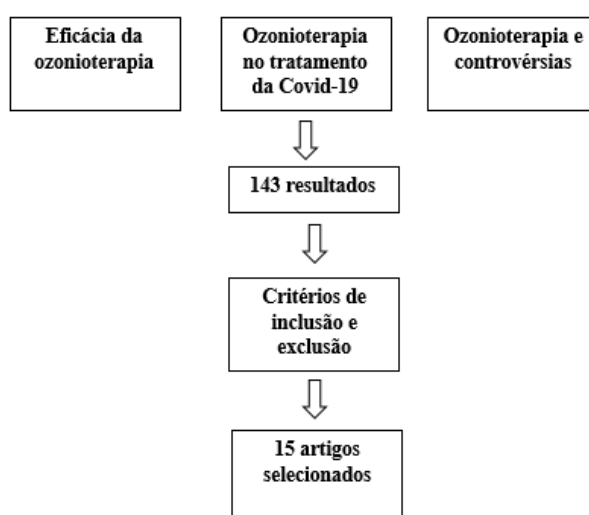 Eficácia da
ozonioterapia
Ozonioterapia
no tratamento
da Covid-19
Ozonioterapia e
controvérsias
143 resultados
Critérios de
inclusão e
exclusão
15 artigos
selecionados